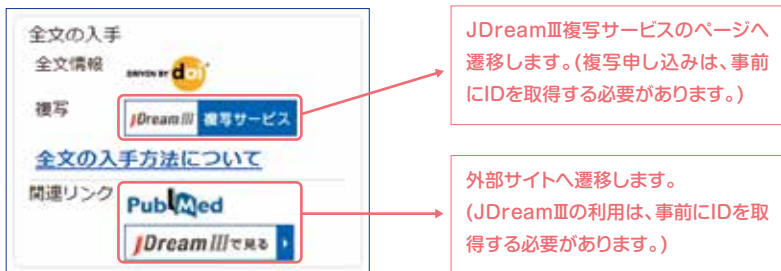 全文の入手
全文情報 DRIVEN BY doi
複写 JDreamⅢ 複写サービス
全文の入手方法について
関連リンク PubMed
JDreamⅢで見る
JDreamⅢ複写サービスのページへ
遷移します。(複写申し込みは、事前
にIDを取得する必要があります。)
外部サイトへ遷移します。
(JDreamⅢの利用は、事前にIDを取
得する必要があります。)